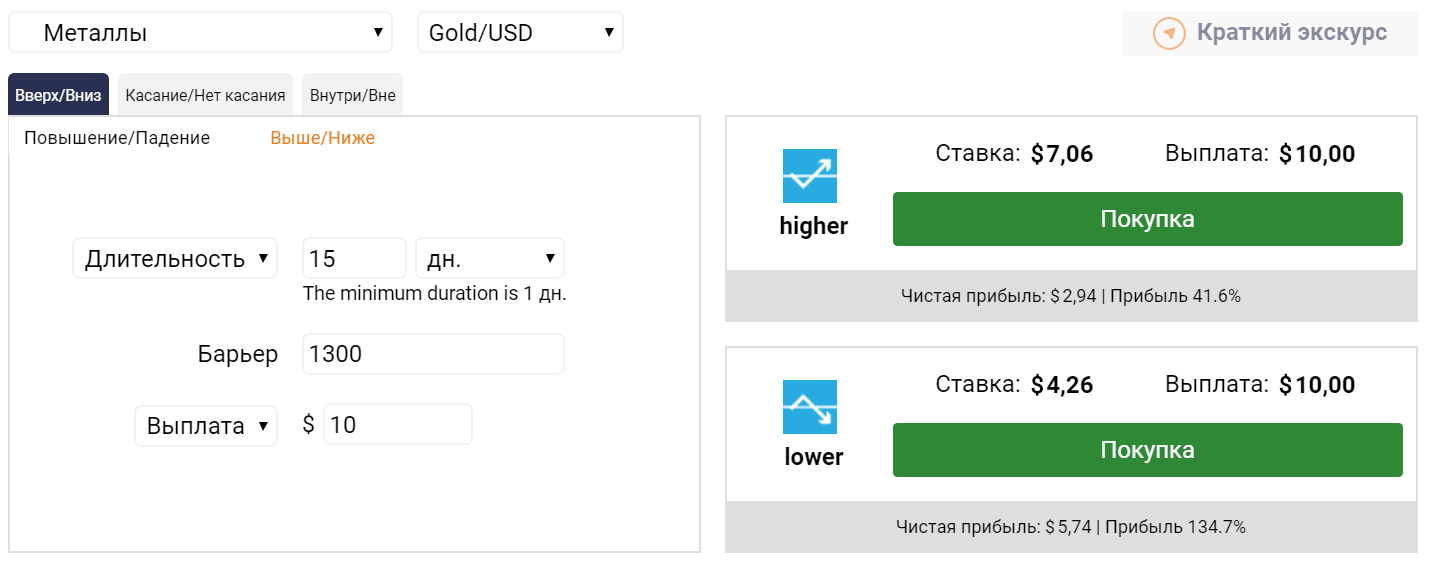 Металлы
Gold/USD
Краткий экскурс
Вверх/Вниз
Касание/Нет касания
Внутри/Вне
Повышение/Падение
Выше/Ниже
Длительность
15
дн.
The minimum duration is 1 дн.
Барьер
1300
Выплата
$
10
higher
Ставка: $7,06
Выплата: $10,00
Покупка
Чистая прибыль: $2,94 | Прибыль 41.6%
lower
Ставка: $4,26
Выплата: $10,00
Покупка
Чистая прибыль: $5,74 | Прибыль 134.7%